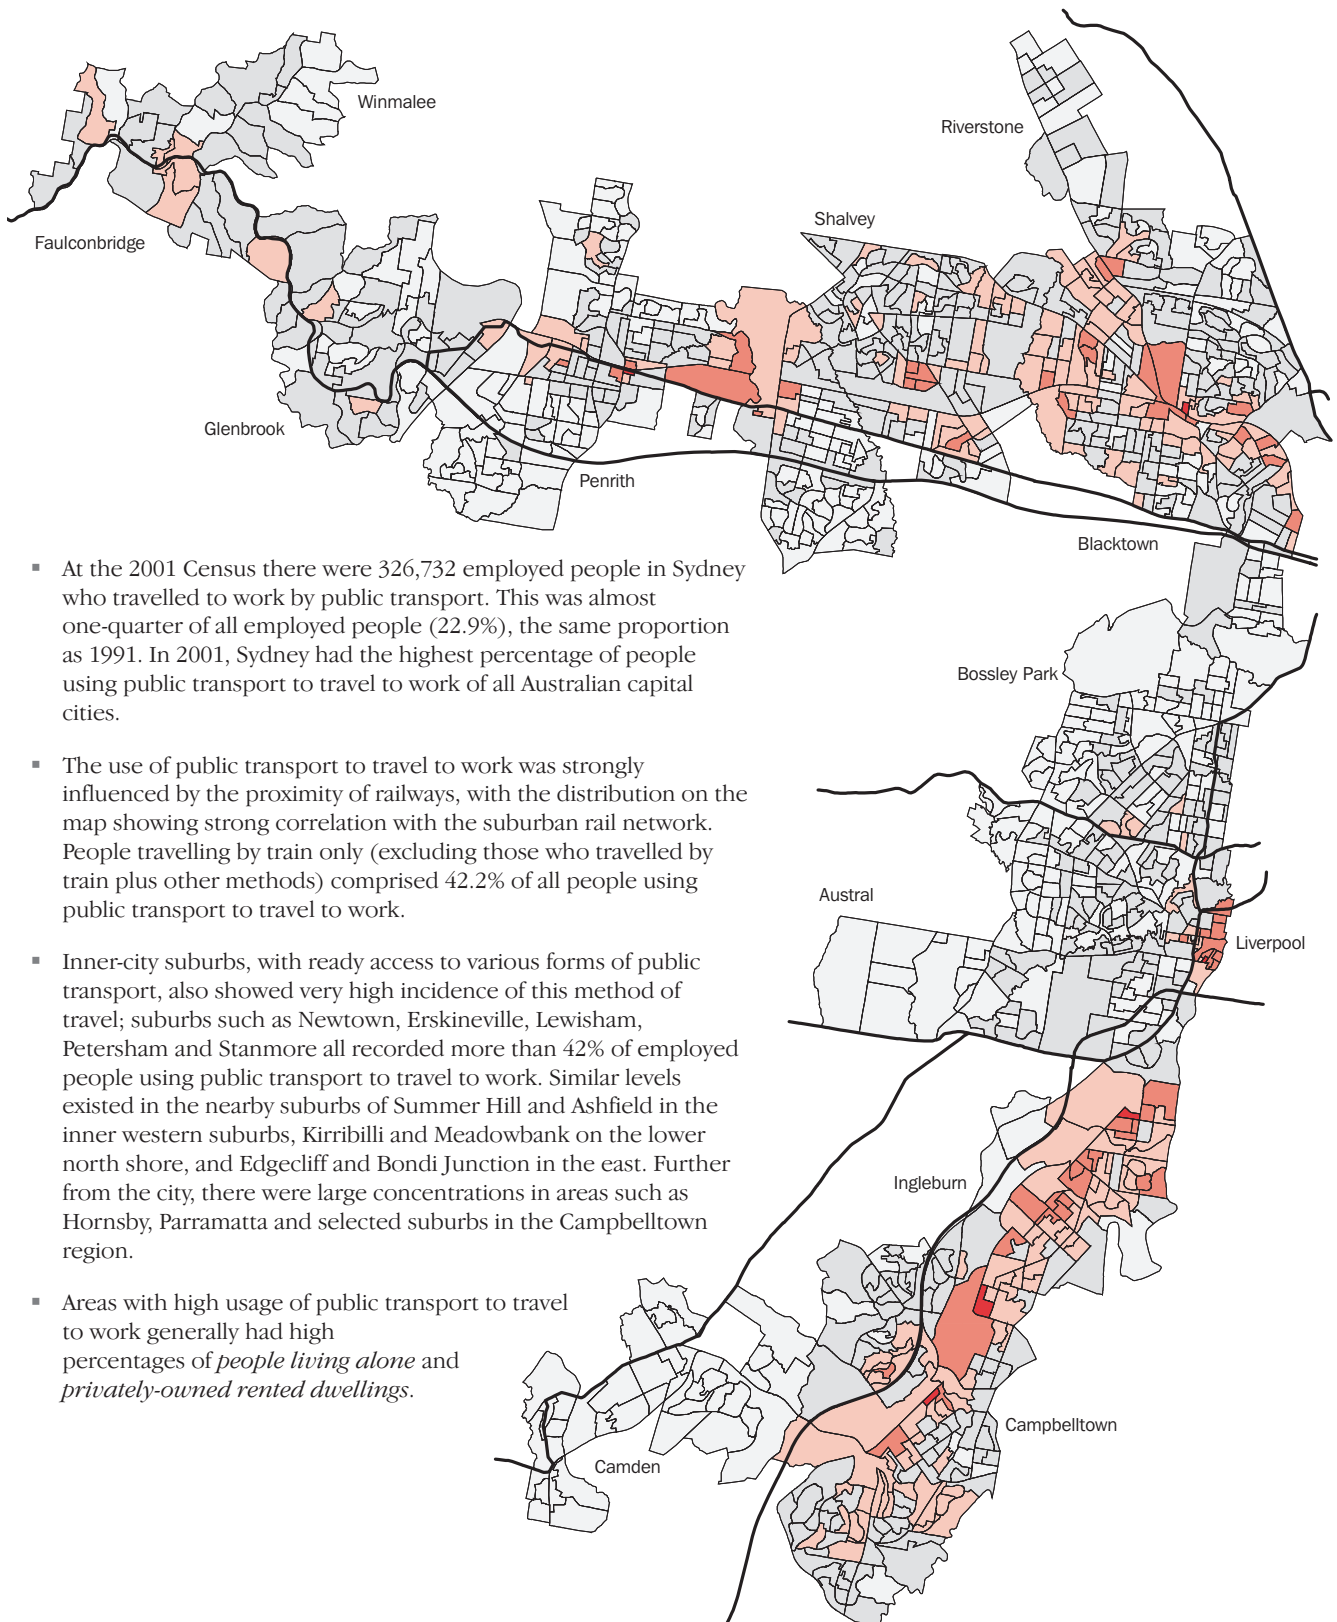 Winmalee
Riverstone
Shalvey
Faulconbridge
Glenbrook
Penrith
Blacktown
▪ At the 2001 Census there were 326,732 employed people in Sydney
who travelled to work by public transport. This was almost
one-quarter of all employed people (22.9%), the same proportion
as 1991. In 2001, Sydney had the highest percentage of people
using public transport to travel to work of all Australian capital
cities.
▪ The use of public transport to travel to work was strongly
influenced by the proximity of railways, with the distribution on the
map showing strong correlation with the suburban rail network.
People travelling by train only (excluding those who travelled by
train plus other methods) comprised 42.2% of all people using
public transport to travel to work.
▪ Inner-city suburbs, with ready access to various forms of public
transport, also showed very high incidence of this method of
travel; suburbs such as Newtown, Erskineville, Lewisham,
Petersham and Stanmore all recorded more than 42% of employed
people using public transport to travel to work. Similar levels
existed in the nearby suburbs of Summer Hill and Ashfield in the
inner western suburbs, Kirribilli and Meadowbank on the lower
north shore, and Edgecliff and Bondi Junction in the east. Further
from the city, there were large concentrations in areas such as
Hornsby, Parramatta and selected suburbs in the Campbelltown
region.
▪ Areas with high usage of public transport to travel
to work generally had high
percentages of people living alone and
privately-owned rented dwellings.
Bossley Park
Austral
Liverpool
Ingleburn
Campbelltown
Camden